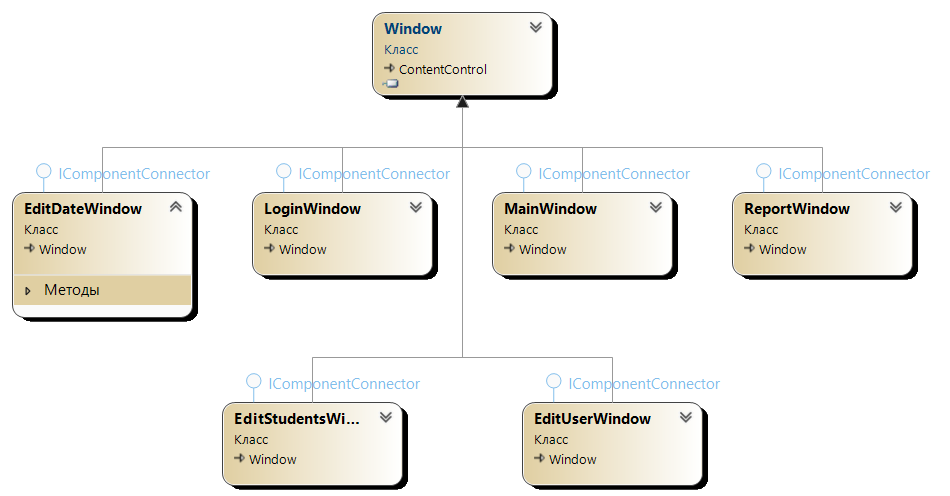 Window
Класс
ContentControl
IComponentConnector
EditDateWindow
Класс
Window
Методы
IComponentConnector
LoginWindow
Класс
Window
IComponentConnector
MainWindow
Класс
Window
IComponentConnector
ReportWindow
Класс
Window
IComponentConnector
EditStudentsWi...
Класс
Window
IComponentConnector
EditUserWindow
Класс
Window